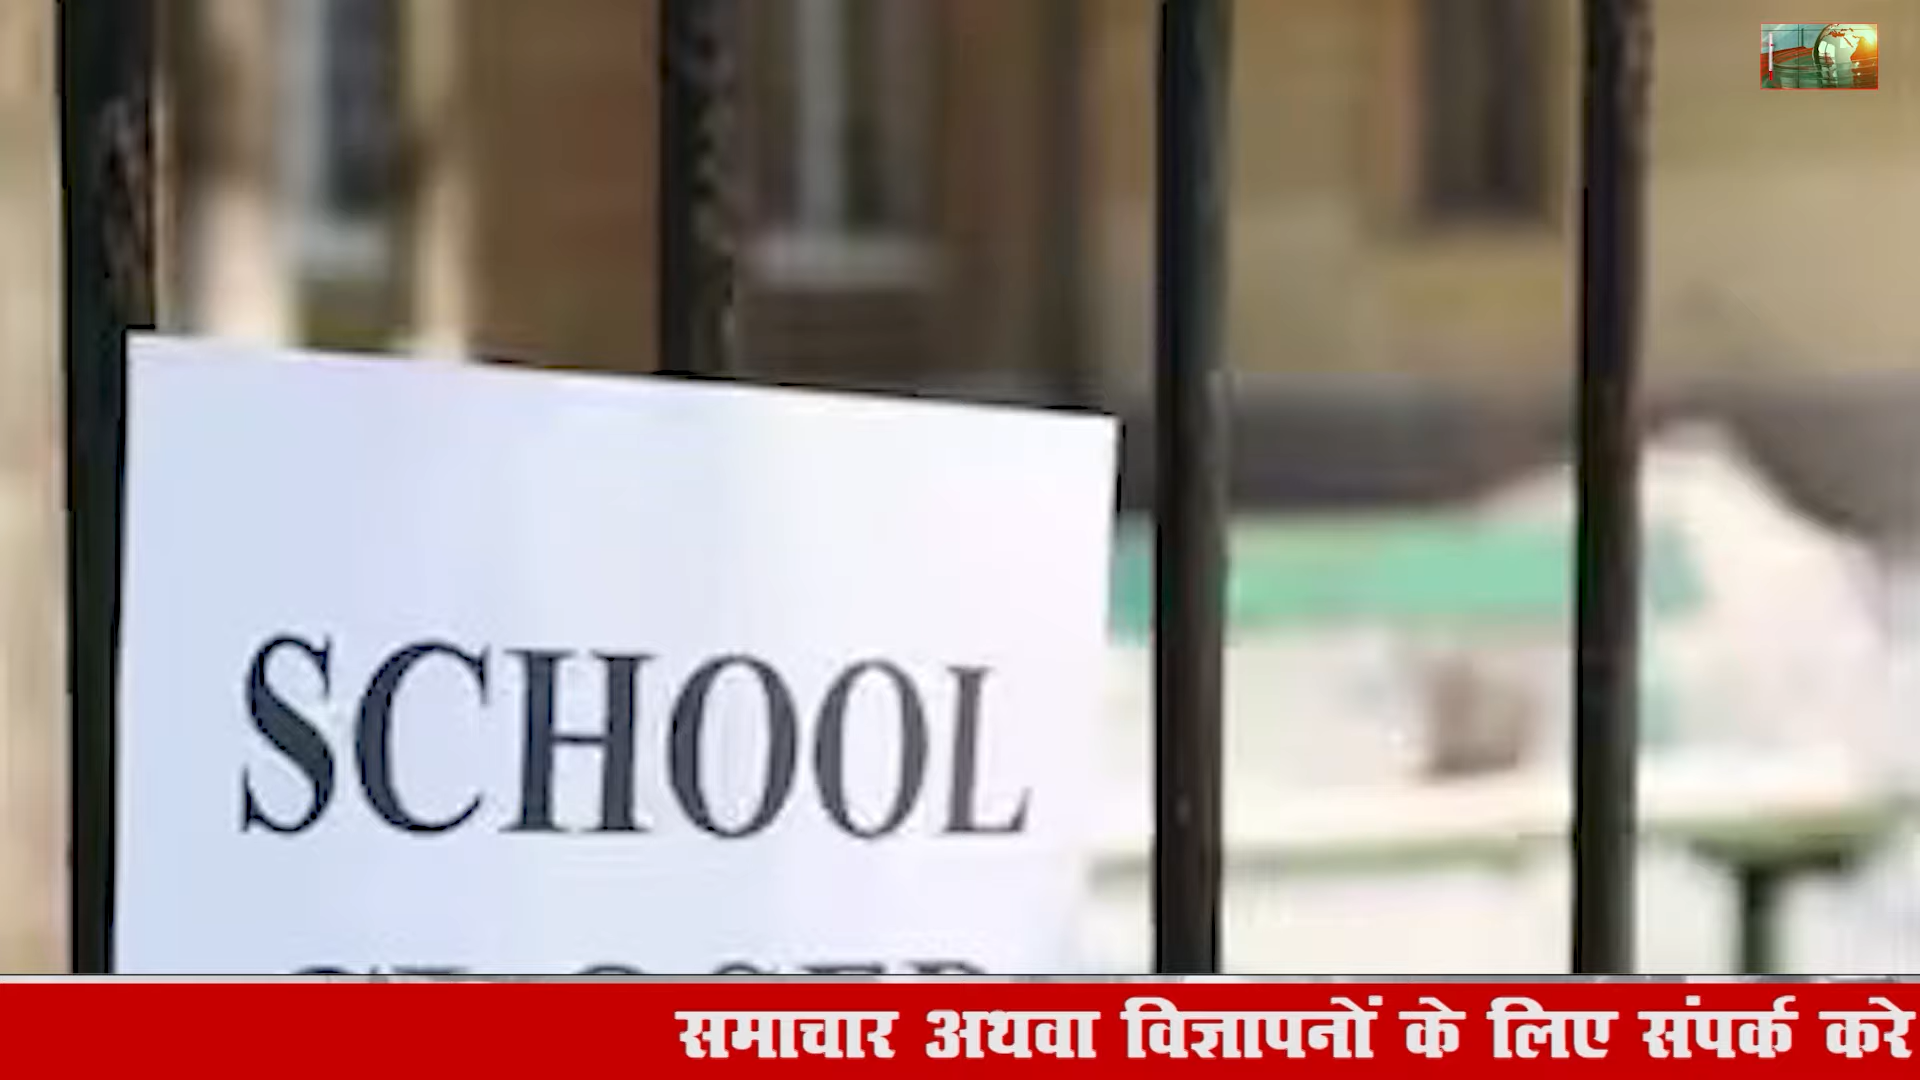 SCHOOL
समाचार अथवा विज्ञापनों के लिए संपर्क करे